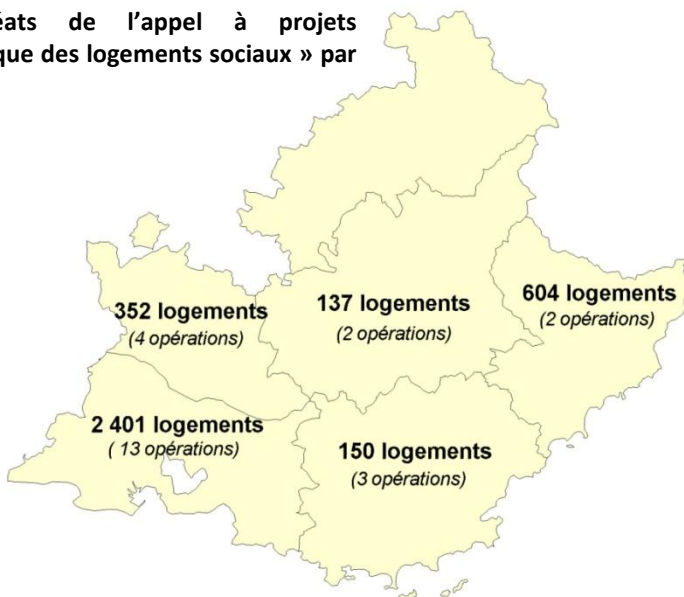 éats de l'appel à projets
que des logements sociaux » par
352 logements
(4 opérations)
137 logements
(2 opérations)
604 logements
(2 opérations)
2 401 logements
( 13 opérations)
150 logements
(3 opérations)